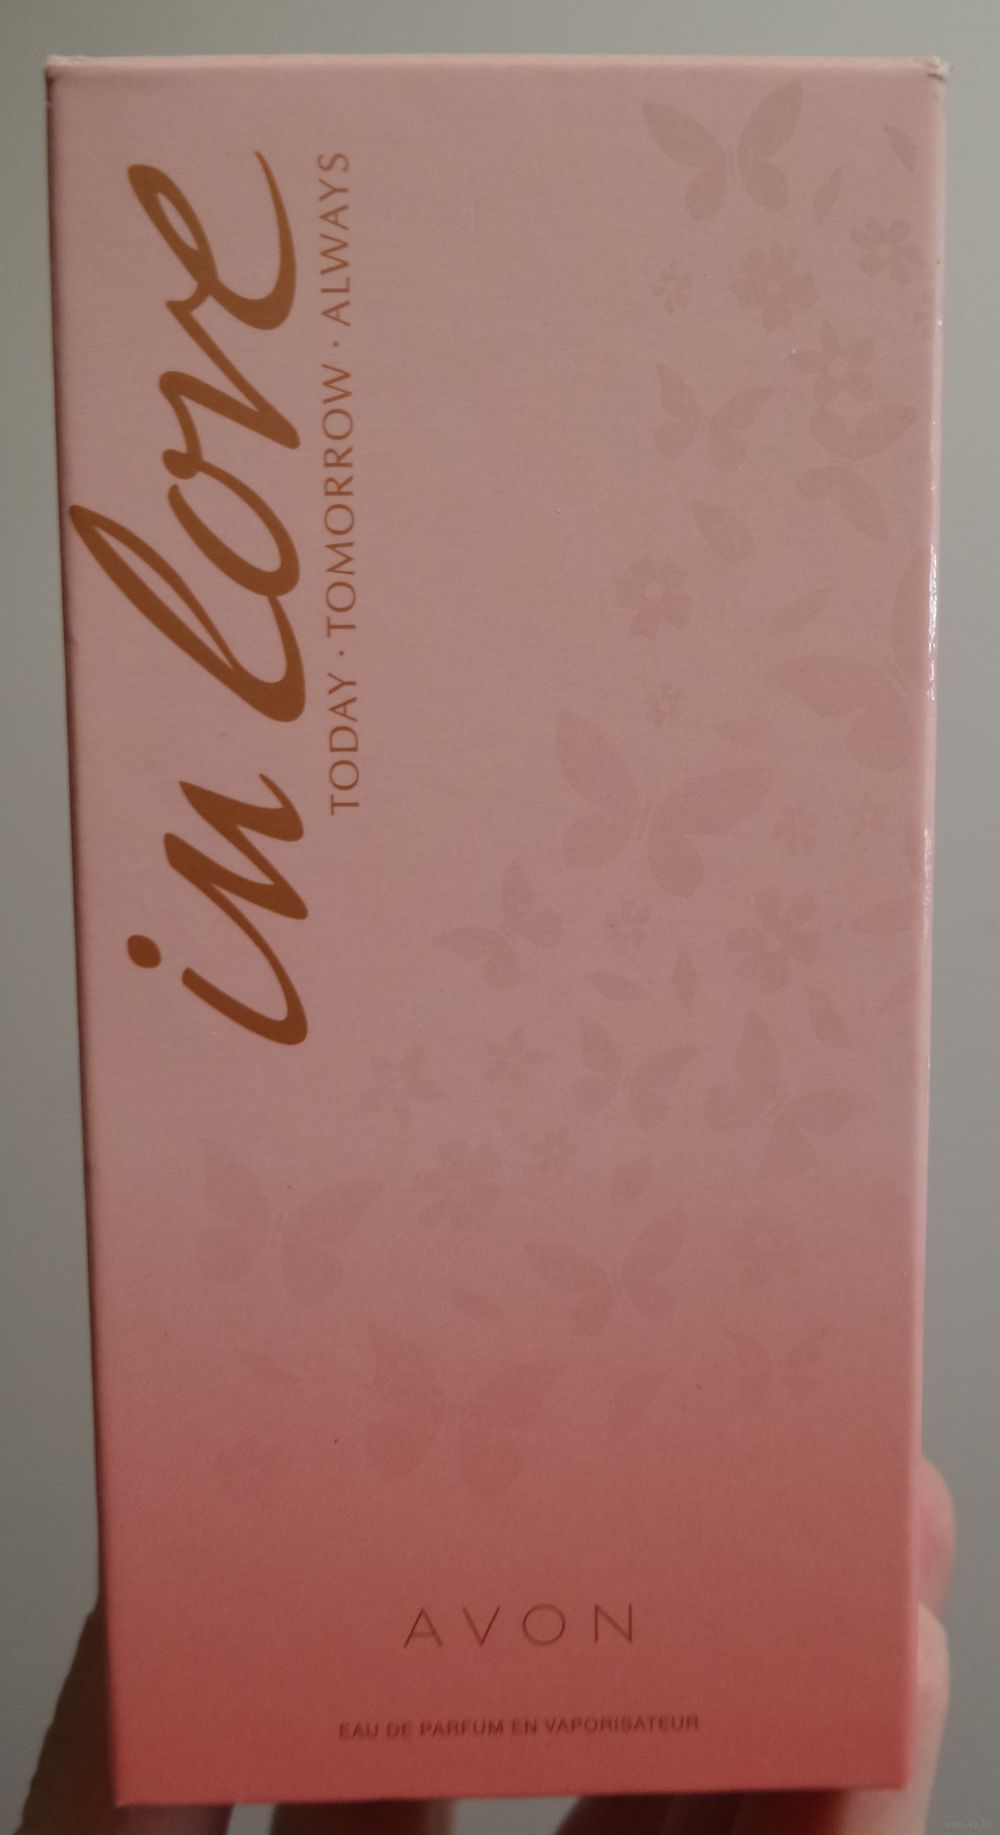 in love
TODAY · TOMORROW · ALWAYS
AVON
EAU DE PARFUM EN VAPORISATEUR